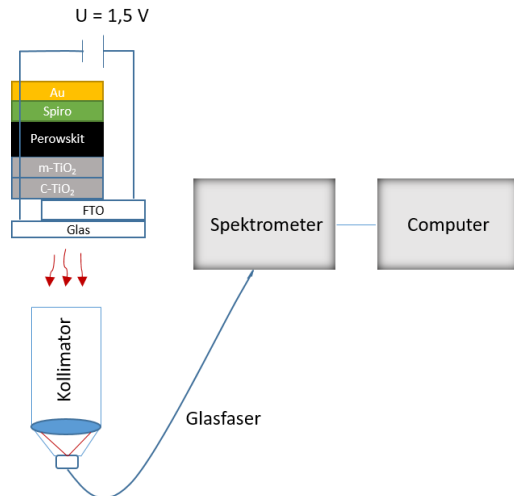 U = 1,5 V
Au
Spiro
Perowskit
m-TiO₂
C-TiO₂
FTO
Glas
Spektrometer
Computer
Kollimator
Glasfaser